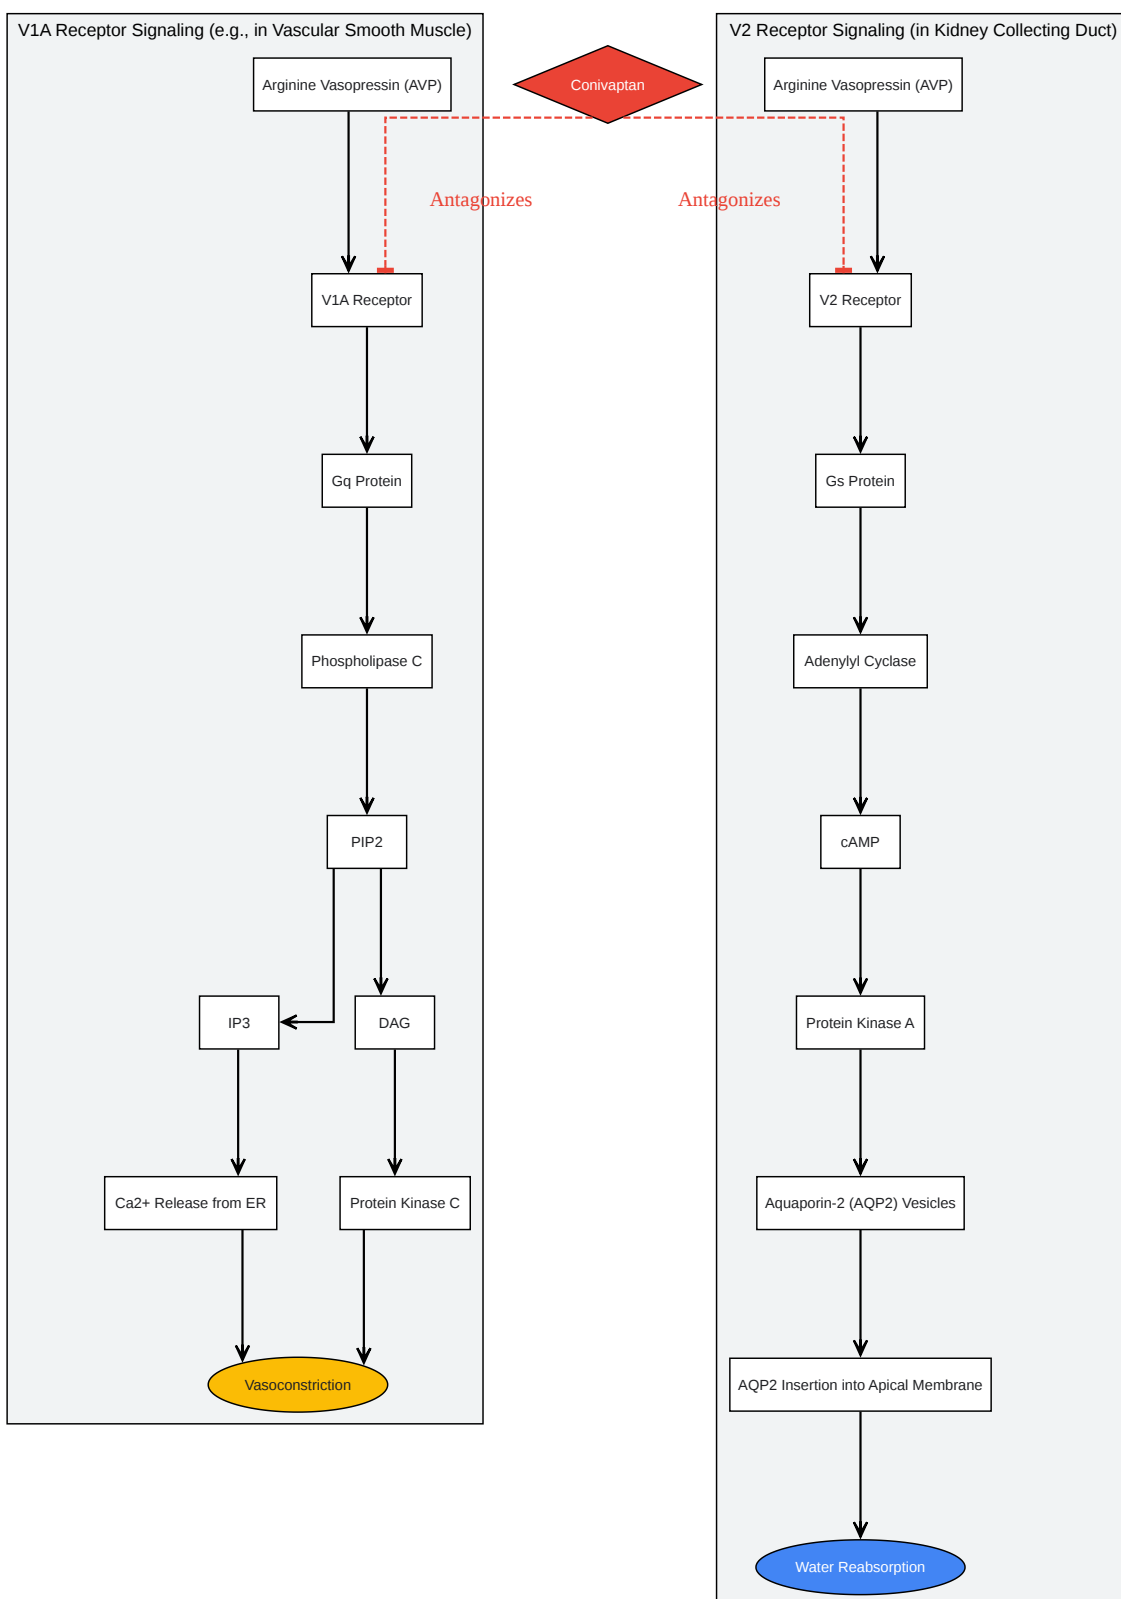 V1A Receptor Signaling (e.g., in Vascular Smooth Muscle)
Arginine Vasopressin (AVP)
V1A Receptor
Gq Protein
Phospholipase C
PIP2
IP3
DAG
Ca2+ Release from ER
Protein Kinase C
Vasoconstriction
Conivaptan
Antagonizes
Antagonizes
V2 Receptor Signaling (in Kidney Collecting Duct)
Arginine Vasopressin (AVP)
V2 Receptor
Gs Protein
Adenylyl Cyclase
cAMP
Protein Kinase A
Aquaporin-2 (AQP2) Vesicles
AQP2 Insertion into Apical Membrane
Water Reabsorption